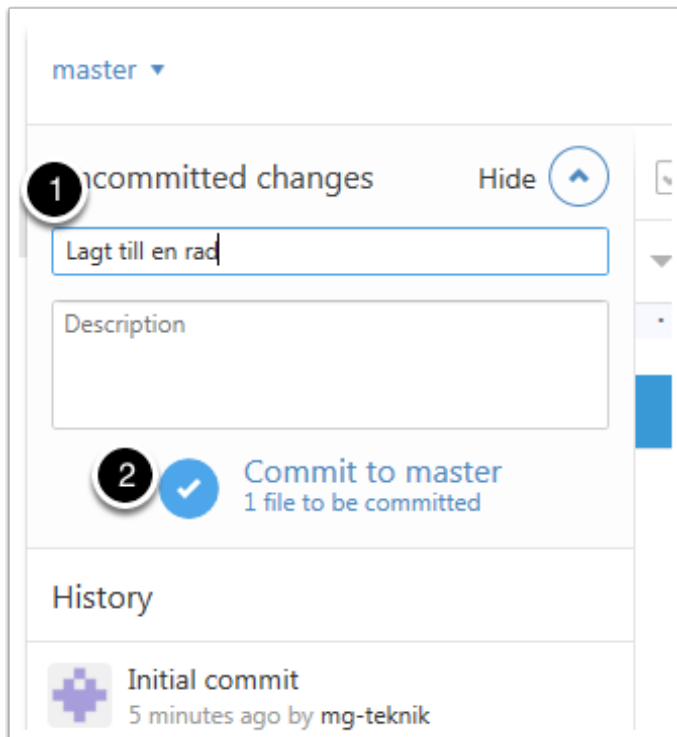 master
1
ncommitted changes
Hide
Lagt till en rad
Description
2
Commit to master
1 file to be committed
History
Initial commit
5 minutes ago by mg-teknik